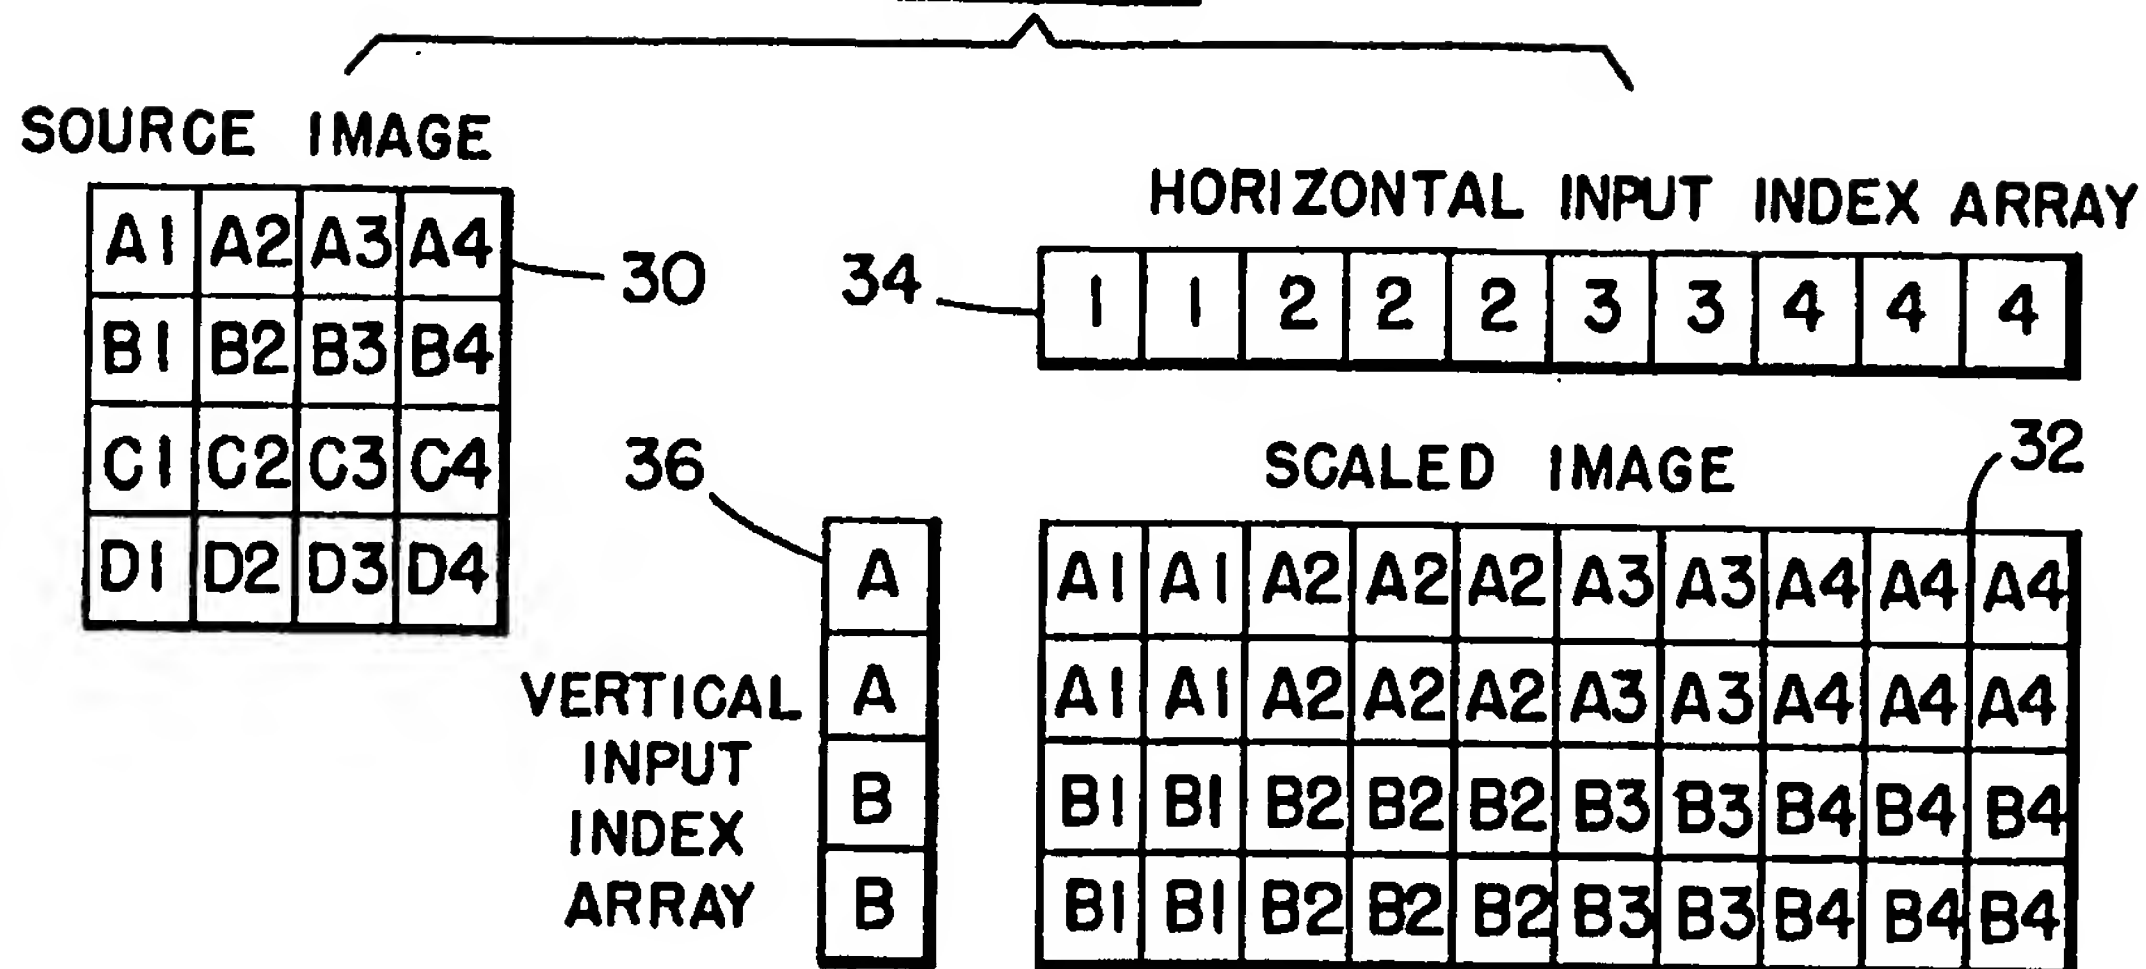 SOURCE IMAGE
A1 A2 A3 A4
B1 B2 B3 B4
C1 C2 C3 C4
D1 D2 D3 D4
30
HORIZONTAL INPUT INDEX ARRAY
34
1 1 2 2 2 3 3 4 4 4
36
VERTICAL
INPUT
INDEX
ARRAY
A
A
B
B
SCALED IMAGE
32
A1 A1 A2 A2 A2 A3 A3 A4 A4 A4
A1 A1 A2 A2 A2 A3 A3 A4 A4 A4
B1 B1 B2 B2 B2 B3 B3 B4 B4 B4
B1 B1 B2 B2 B2 B3 B3 B4 B4 B4